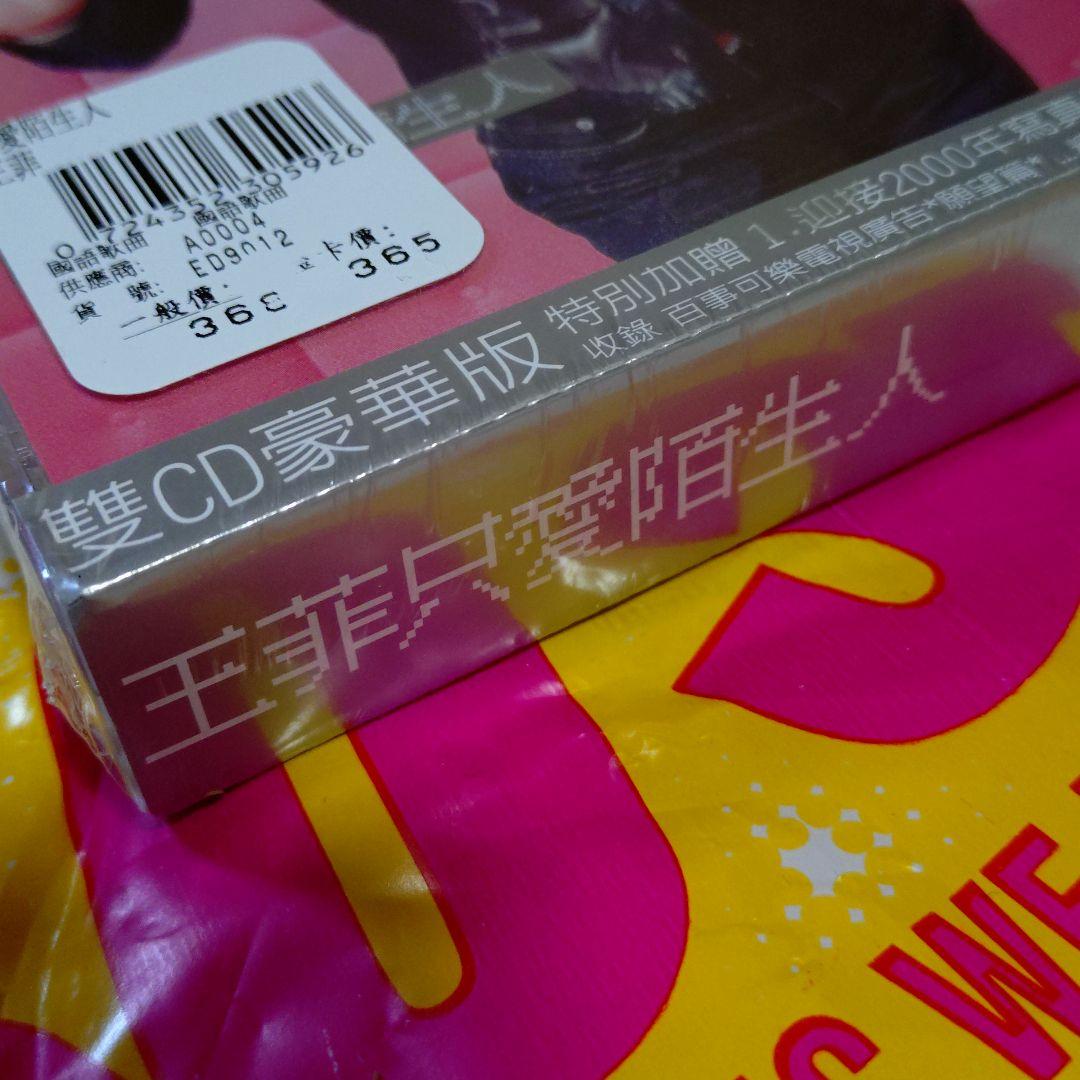 愛陌生人
王菲
0 724352 305926
國語歌曲 國語歌曲
供應商: A0004
貨 號: ED9012
一般價: 368
卡價: 365
生人
雙CD豪華版 特別加贈 1.迎接2000年寫真
收錄 百事可樂電視廣告*願望篇*
王菲只愛陌生人
WE